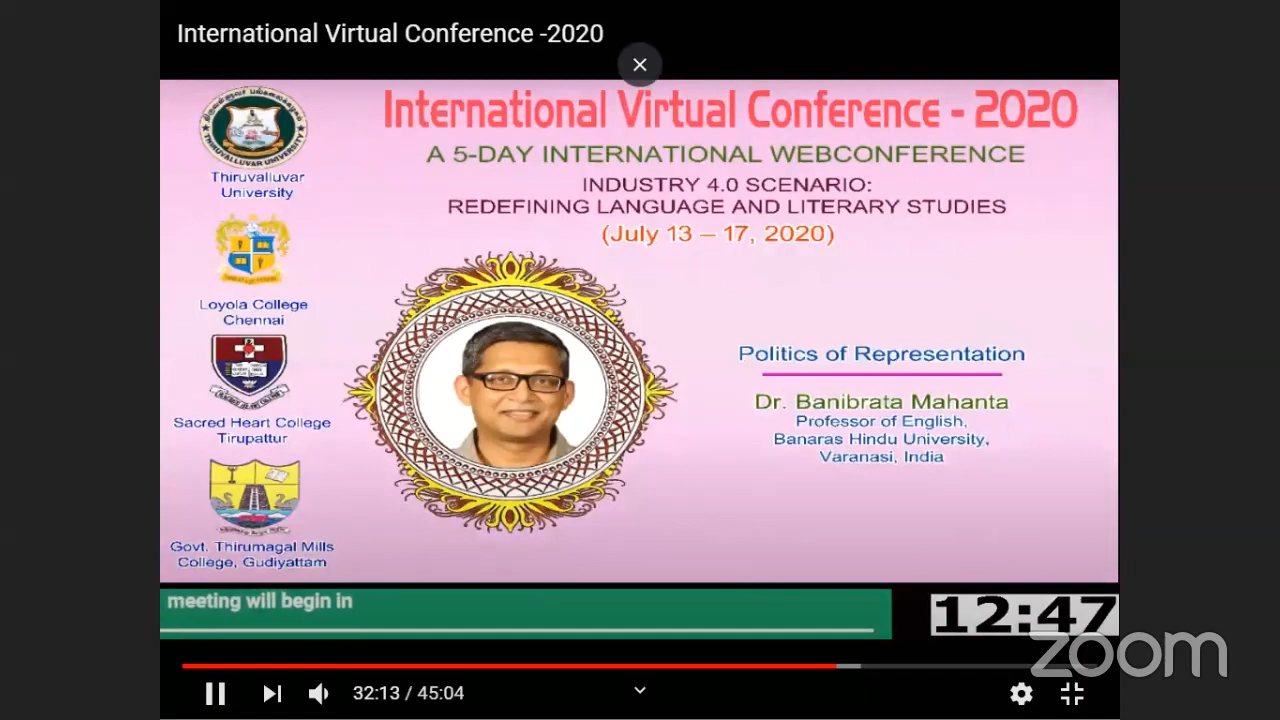 International Virtual Conference -2020
International Virtual Conference - 2020
A 5-DAY INTERNATIONAL WEBCONFERENCE
INDUSTRY 4.0 SCENARIO:
REDEFINING LANGUAGE AND LITERARY STUDIES
(July 13 – 17, 2020)
THIRUVALLUVAR UNIVERSITY
Thiruvalluvar
University
Loyola College
Chennai
Sacred Heart College
Tirupattur
Govt. Thirumagal Mills
College, Gudiyattam
Politics of Representation
Dr. Banibrata Mahanta
Professor of English,
Banaras Hindu University,
Varanasi, India
meeting will begin in
12:47
zoom
32:13 / 45:04